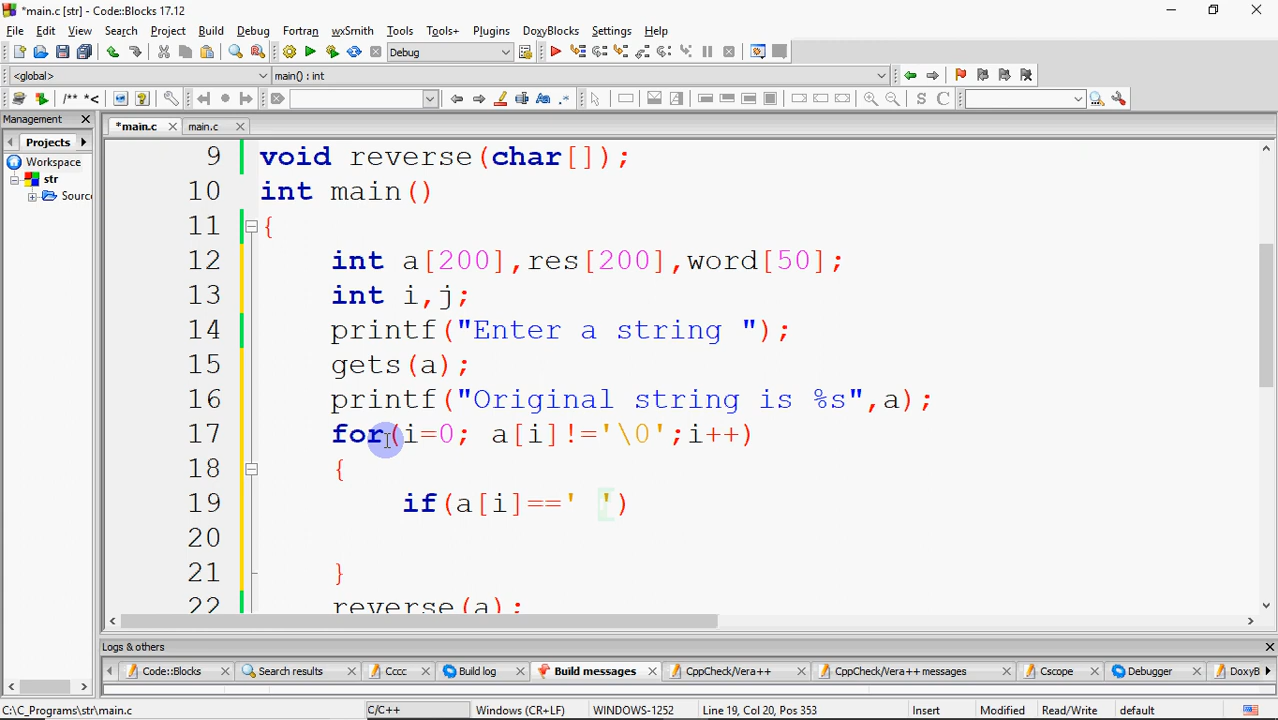 *main.c [str] - Code::Blocks 17.12
File Edit View Search Project Build Debug Fortran wxSmith Tools Tools+ Plugins DoxyBlocks Settings Help
Debug
<global> main() : int
/** *< S C
Management *main.c main.c
Projects
Workspace
str
Sourc
9 void reverse(char[]);
10 int main()
11 {
12 int a[200],res[200],word[50];
13 int i,j;
14 printf("Enter a string ");
15 gets(a);
16 printf("Original string is %s",a);
17 for(i=0; a[i]!='\0';i++)
18 {
19 if(a[i]==' ')
20
21 }
22 reverse(a);
Logs & others
Code::Blocks Search results Cccc Build log Build messages CppCheck/Vera++ CppCheck/Vera++ messages Cscope Debugger DoxyB
C:\C_Programs\str\main.c C/C++ Windows (CR+LF) WINDOWS-1252 Line 19, Col 20, Pos 353 Insert Modified Read/Write default